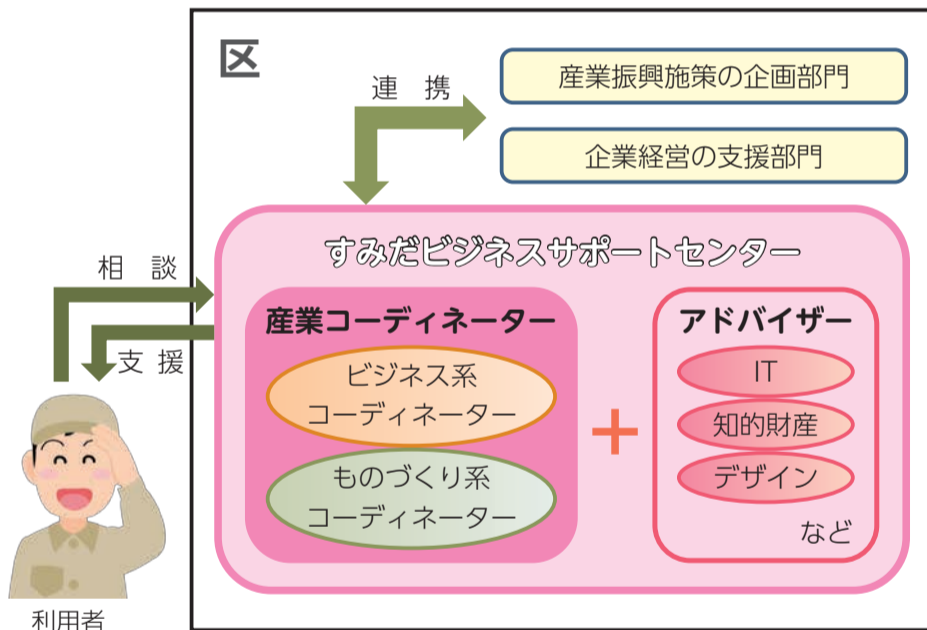 区
連携
産業振興施策の企画部門
企業経営の支援部門
すみだビジネスサポートセンター
相談
支援
産業コーディネーター
ビジネス系
コーディネーター
ものづくり系
コーディネーター
+
アドバイザー
IT
知的財産
デザイン
など
利用者